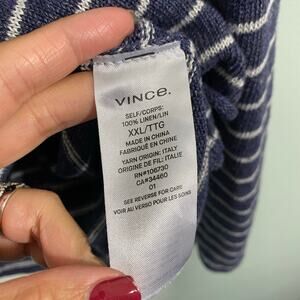 VINCE.
SELF/CORPS:
100% LINEN/LIN
XXL/TTG
MADE IN CHINA
FABRIQUÉ EN CHINE
YARN ORIGIN: ITALY
ORIGINE DE FIL: ITALIE
RN#106730
CA#34460
01
SEE REVERSE FOR CARE
VOIR AU VERSO POUR LES SOINS